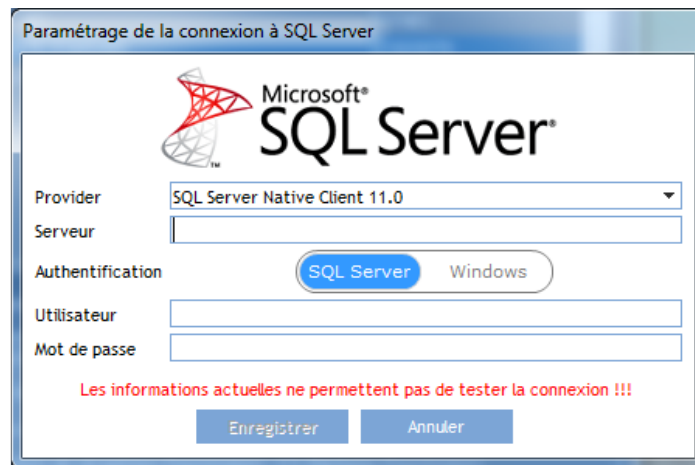 Paramétrage de la connexion à SQL Server
Microsoft®
SQL Server®
TM
Provider
SQL Server Native Client 11.0
Serveur
Authentification
SQL Server Windows
Utilisateur
Mot de passe
Les informations actuelles ne permettent pas de tester la connexion !!!
Enregistrer Annuler